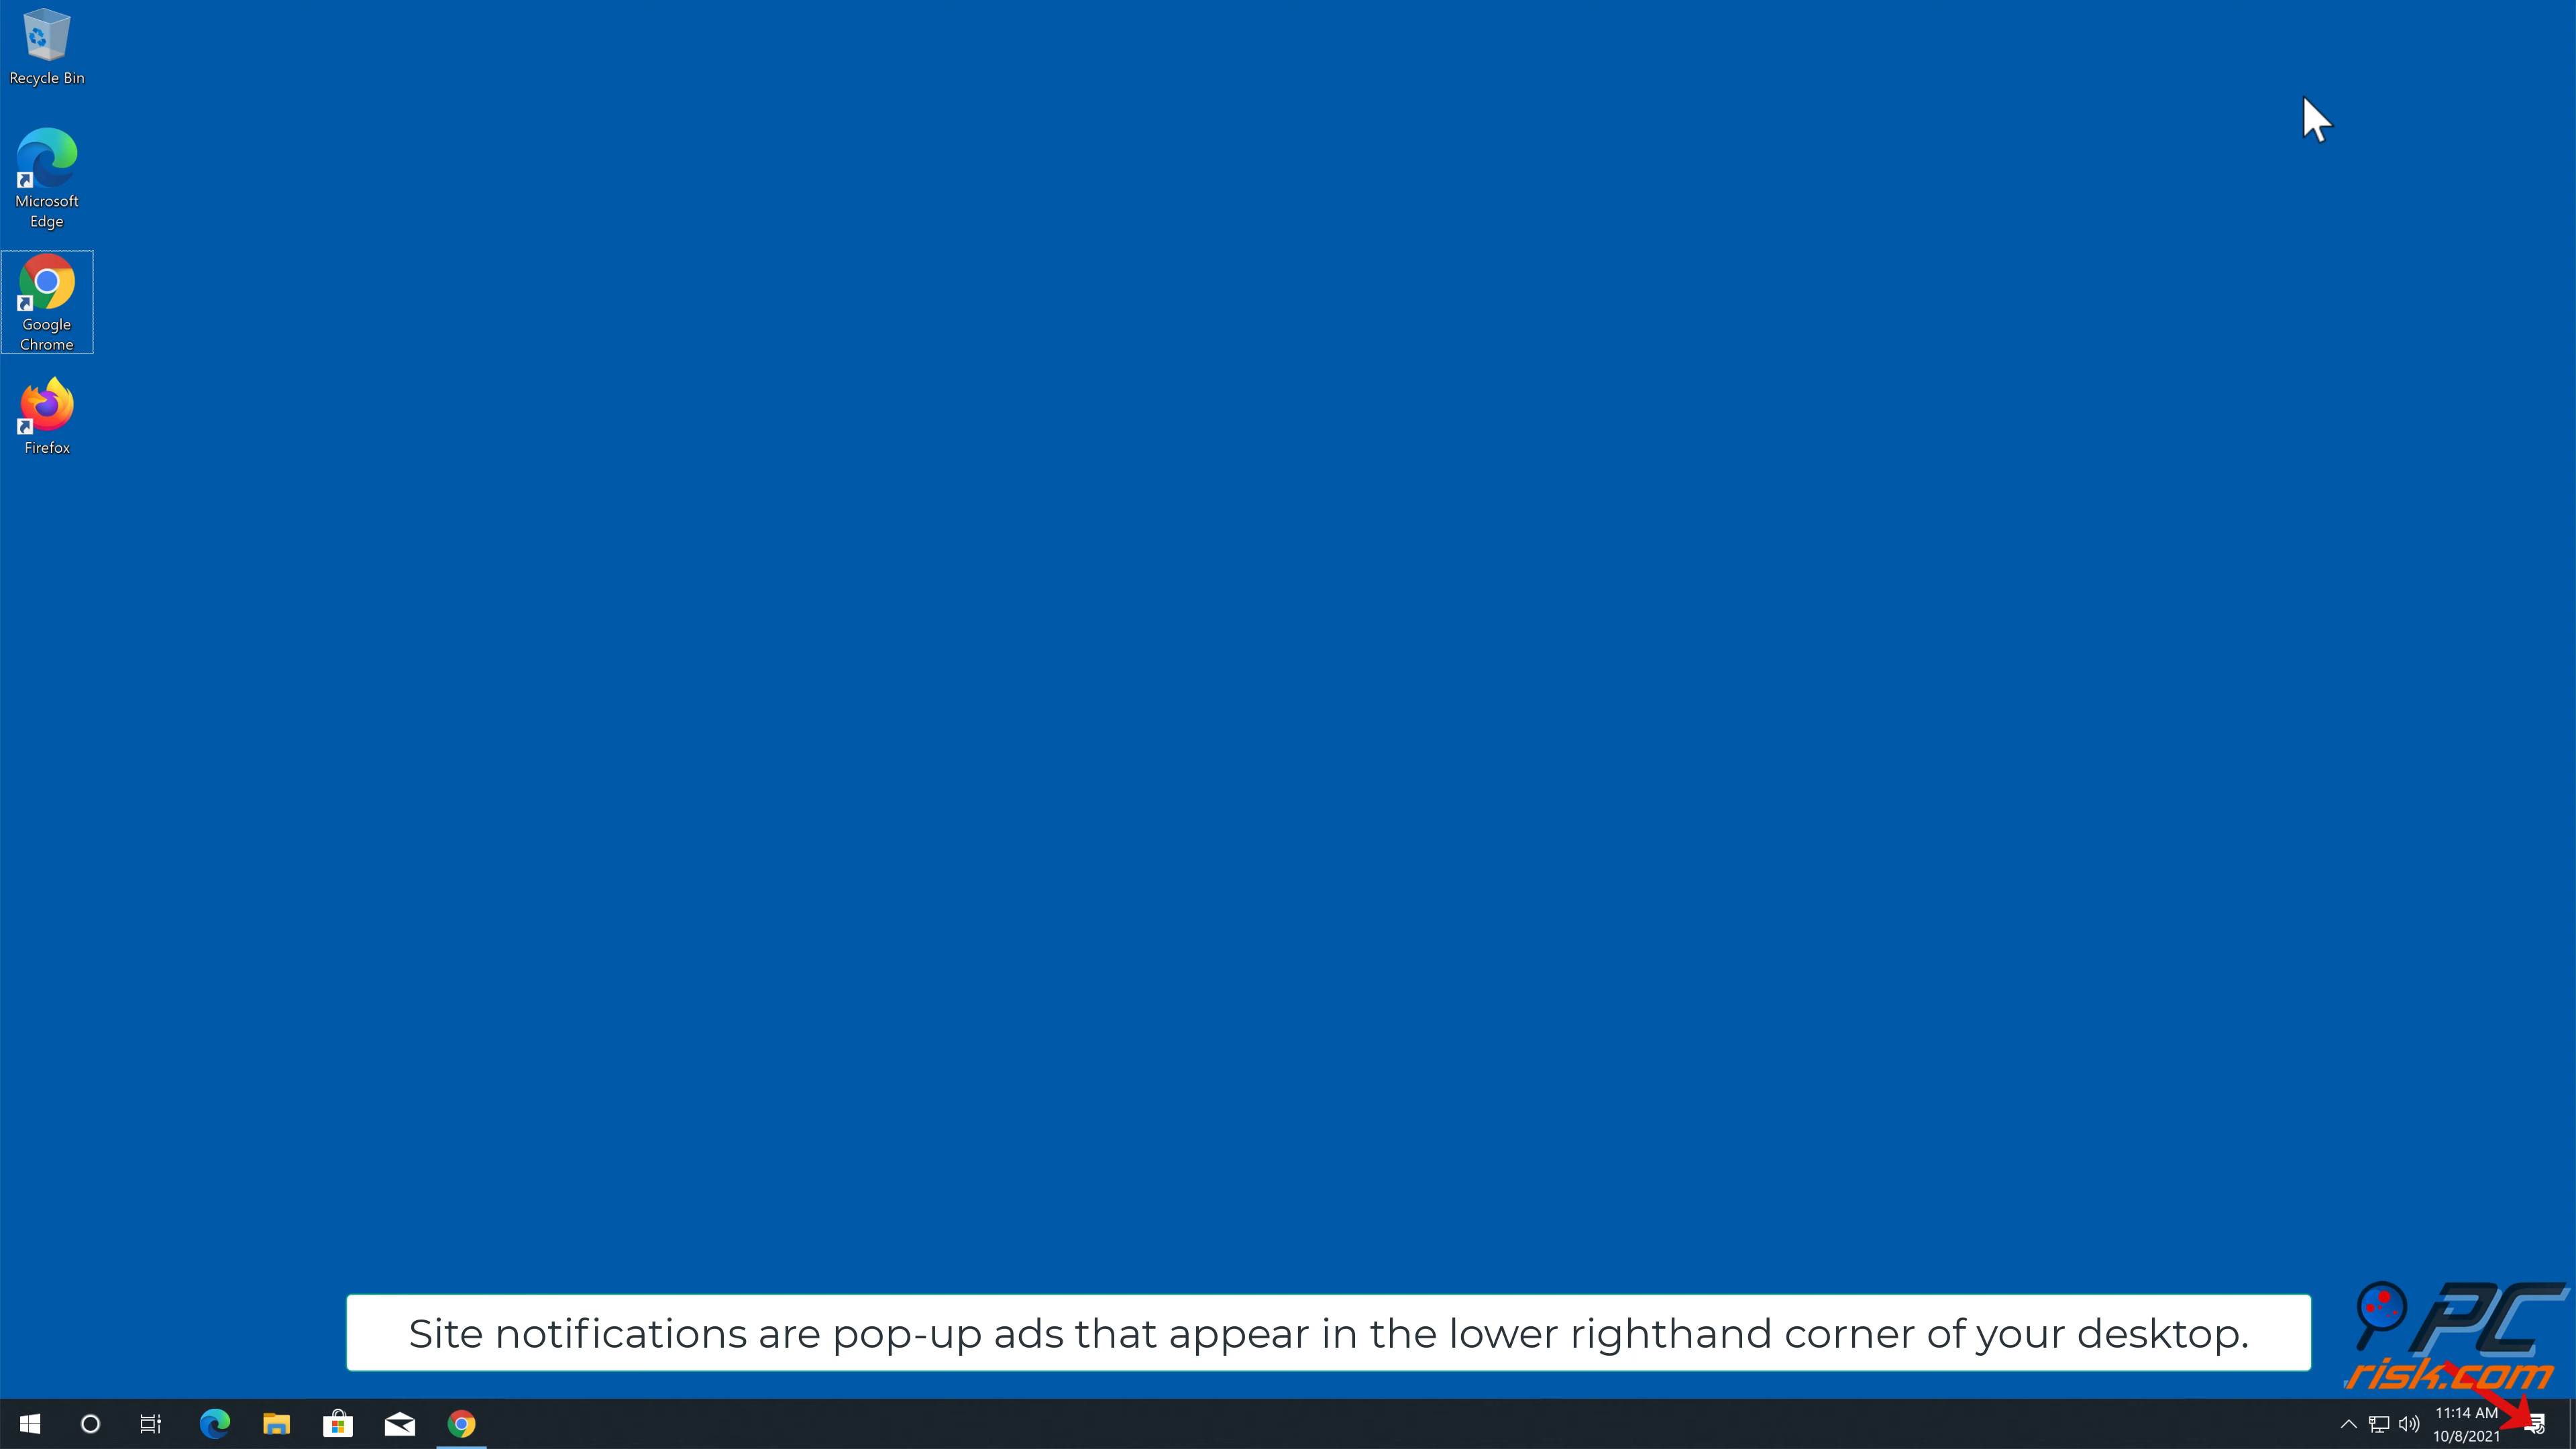 Recycle Bin
Microsoft
Edge
Google
Chrome
Firefox
Site notifications are pop-up ads that appear in the lower righthand corner of your desktop.
PC
risk.com
11:14 AM
10/8/2021